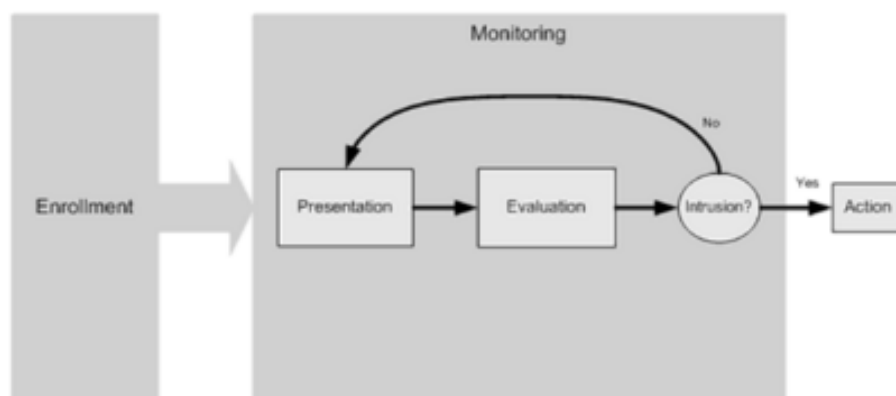 Monitoring
No
Yes
Enrollment
Presentation
Evaluation
Intrusion?
Action